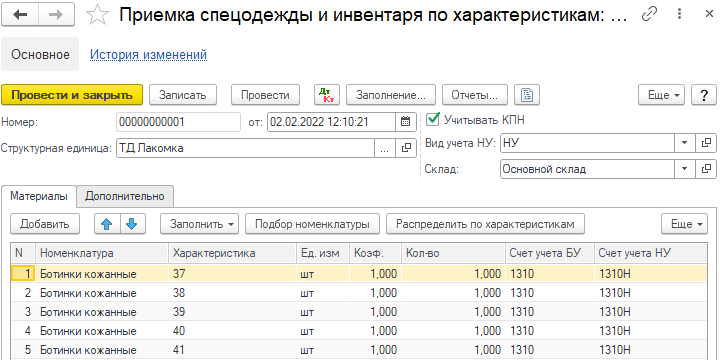 Приемка спецодежды и инвентаря по характеристикам: ...
Основное История изменений
Провести и закрыть Записать Провести Дт Кт Заполнение... Отчеты... Еще ?
Номер: 00000000001 от: 02.02.2022 12:10:21 Учитывать КПН
Вид учета НУ: НУ
Структурная единица: ТД Лакомка ...
Склад: Основной склад
Материалы Дополнительно
Добавить Заполнить Подбор номенклатуры Распределить по характеристикам Еще
N Номенклатура Характеристика Ед. изм Коэф. Кол-во Счет учета БУ Счет учета НУ
1 Ботинки кожанные 37 шт 1,000 1,000 1310 1310Н
2 Ботинки кожанные 38 шт 1,000 1,000 1310 1310Н
3 Ботинки кожанные 39 шт 1,000 1,000 1310 1310Н
4 Ботинки кожанные 40 шт 1,000 1,000 1310 1310Н
5 Ботинки кожанные 41 шт 1,000 1,000 1310 1310Н